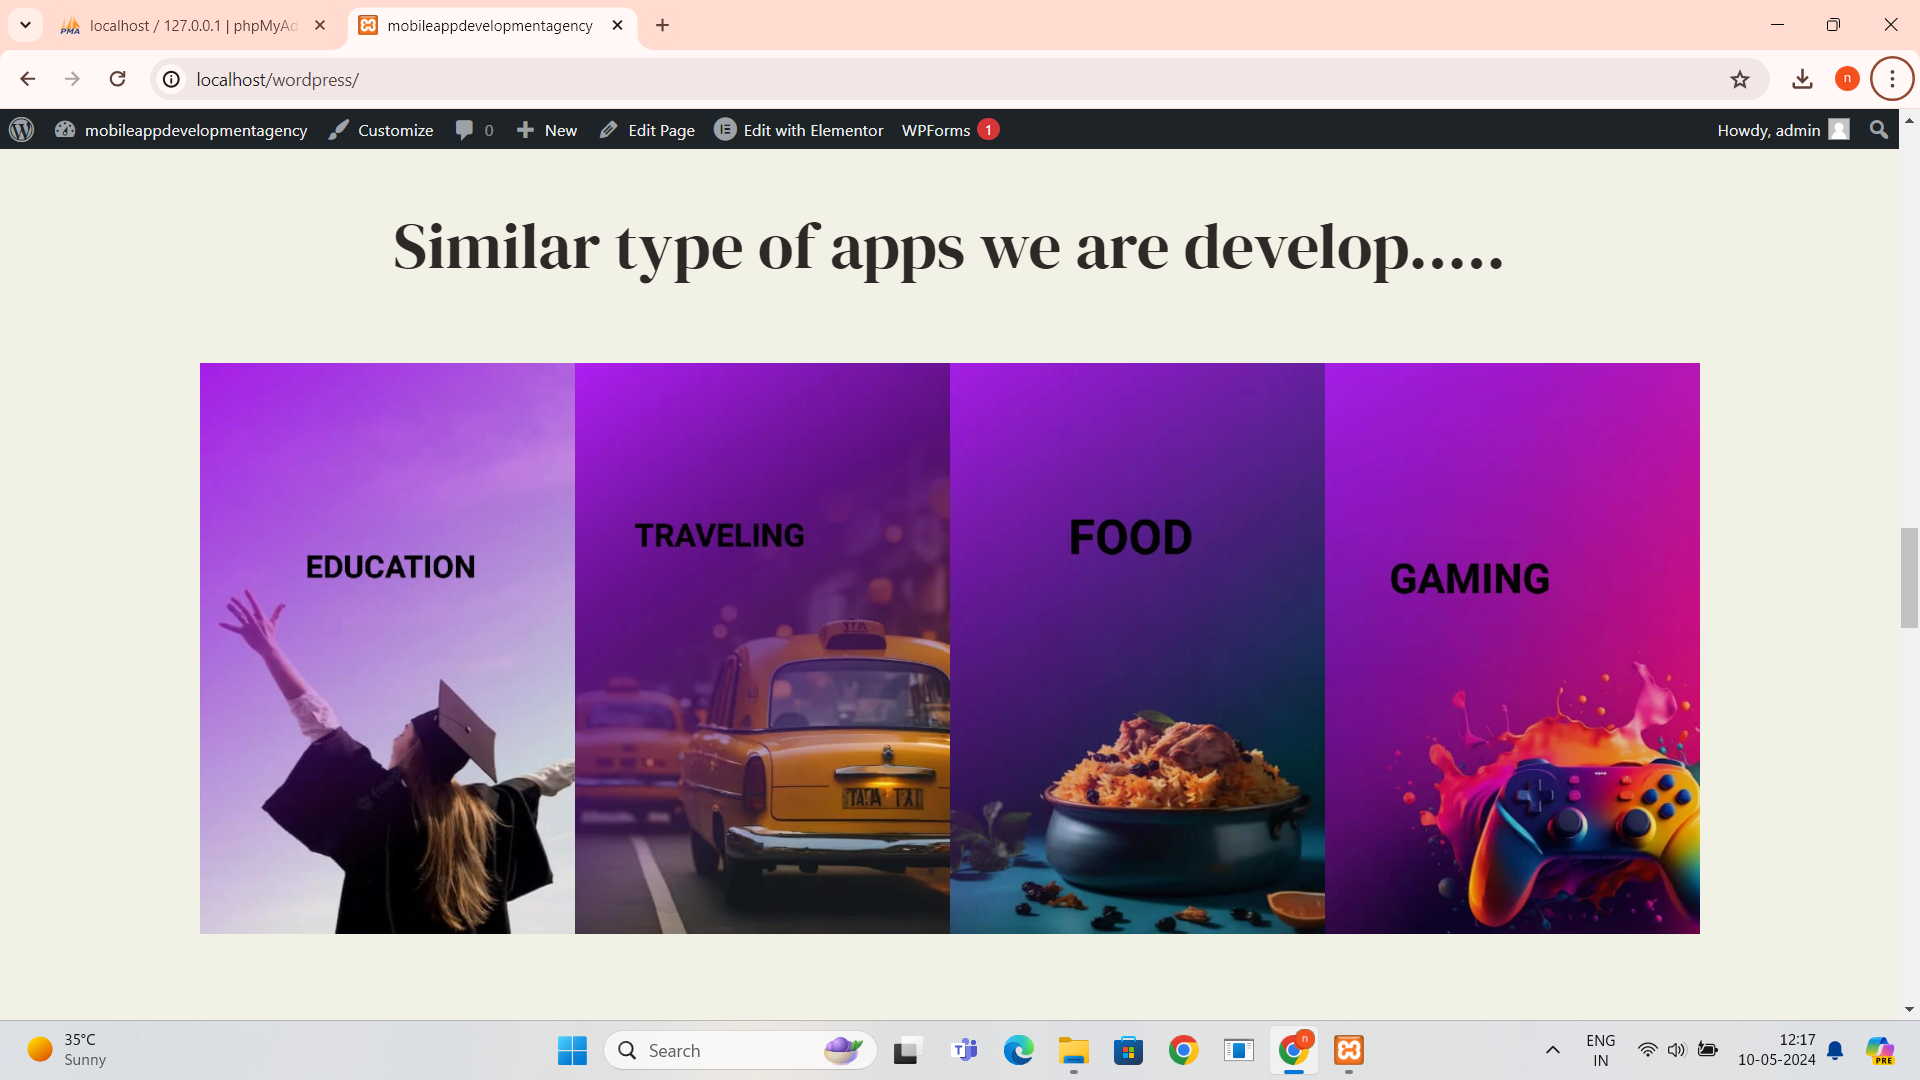 localhost / 127.0.0.1 | phpMyAd
mobileappdevelopmentagency
localhost/wordpress/
n
mobileappdevelopmentagency
Customize
0
New
Edit Page
Edit with Elementor
WPForms 1
Howdy, admin
Similar type of apps we are develop.....
EDUCATION
TRAVELING
FOOD
GAMING
35°C
Sunny
Search
ENG
IN
12:17
10-05-2024
PRE